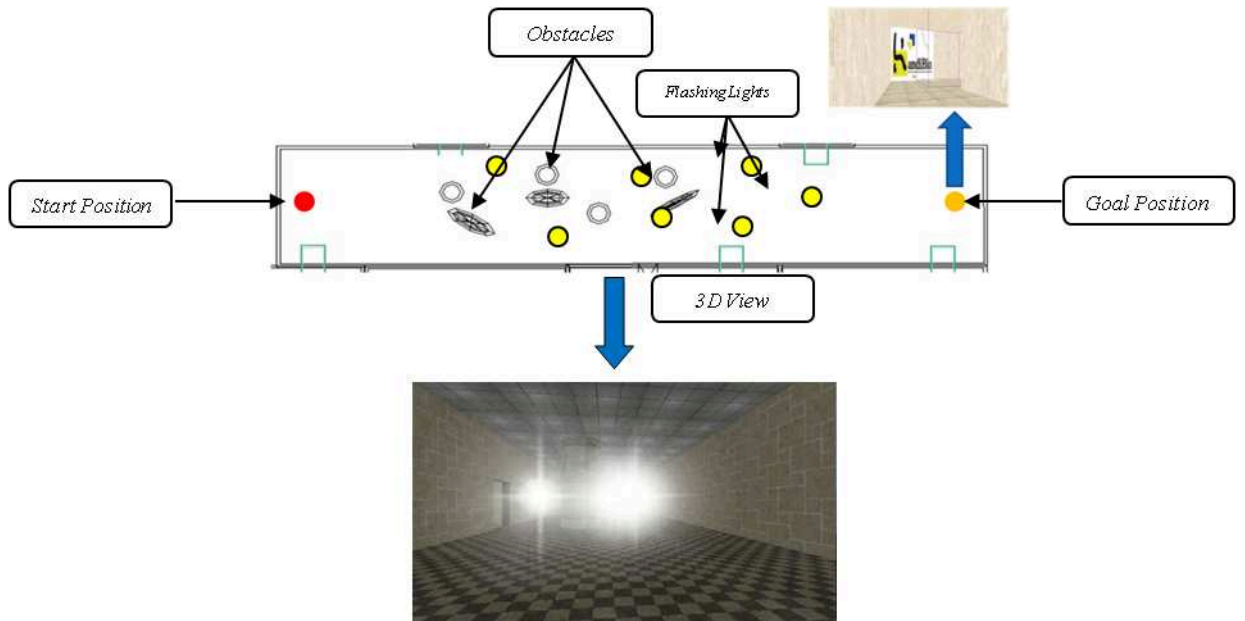 Obstacles
Flashing Lights
Start Position
Goal Position
3D View